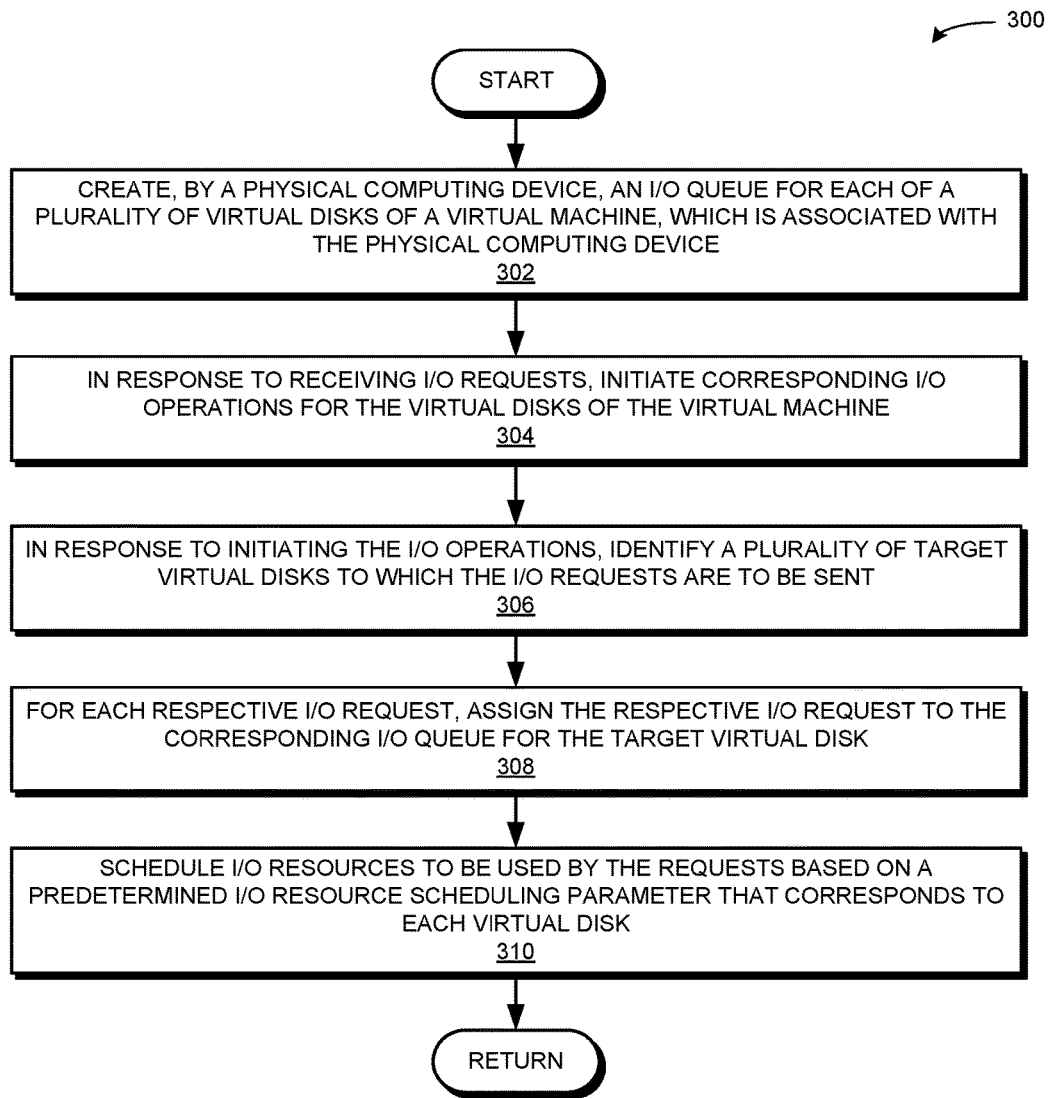 300
START
CREATE, BY A PHYSICAL COMPUTING DEVICE, AN I/O QUEUE FOR EACH OF A
PLURALITY OF VIRTUAL DISKS OF A VIRTUAL MACHINE, WHICH IS ASSOCIATED WITH
THE PHYSICAL COMPUTING DEVICE
302
IN RESPONSE TO RECEIVING I/O REQUESTS, INITIATE CORRESPONDING I/O
OPERATIONS FOR THE VIRTUAL DISKS OF THE VIRTUAL MACHINE
304
IN RESPONSE TO INITIATING THE I/O OPERATIONS, IDENTIFY A PLURALITY OF TARGET
VIRTUAL DISKS TO WHICH THE I/O REQUESTS ARE TO BE SENT
306
FOR EACH RESPECTIVE I/O REQUEST, ASSIGN THE RESPECTIVE I/O REQUEST TO THE
CORRESPONDING I/O QUEUE FOR THE TARGET VIRTUAL DISK
308
SCHEDULE I/O RESOURCES TO BE USED BY THE REQUESTS BASED ON A
PREDETERMINED I/O RESOURCE SCHEDULING PARAMETER THAT CORRESPONDS TO
EACH VIRTUAL DISK
310
RETURN